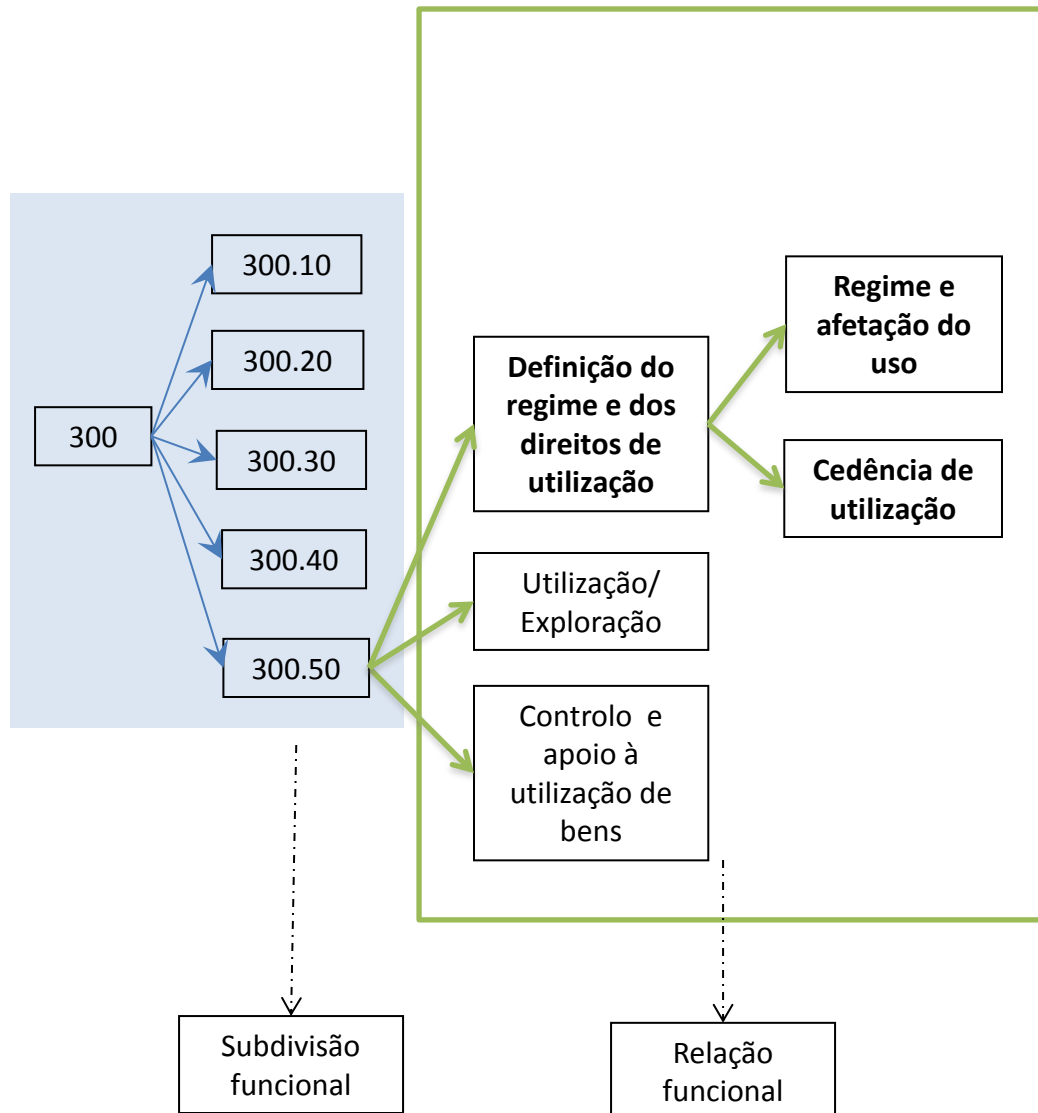 300
300.10
300.20
300.30
300.40
300.50
Definição do
regime e dos
direitos de
utilização
Utilização/
Exploração
Controlo e
apoio à
utilização de
bens
Regime e
afetação do
uso
Cedência de
utilização
Subdivisão
funcional
Relação
funcional